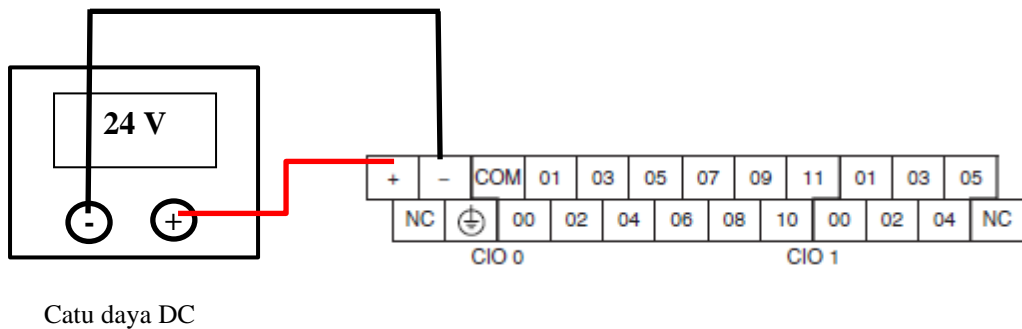 24 V
- +
+ − COM 01 03 05 07 09 11 01 03 05
NC 00 02 04 06 08 10 00 02 04 NC
CIO 0 CIO 1
Catu daya DC